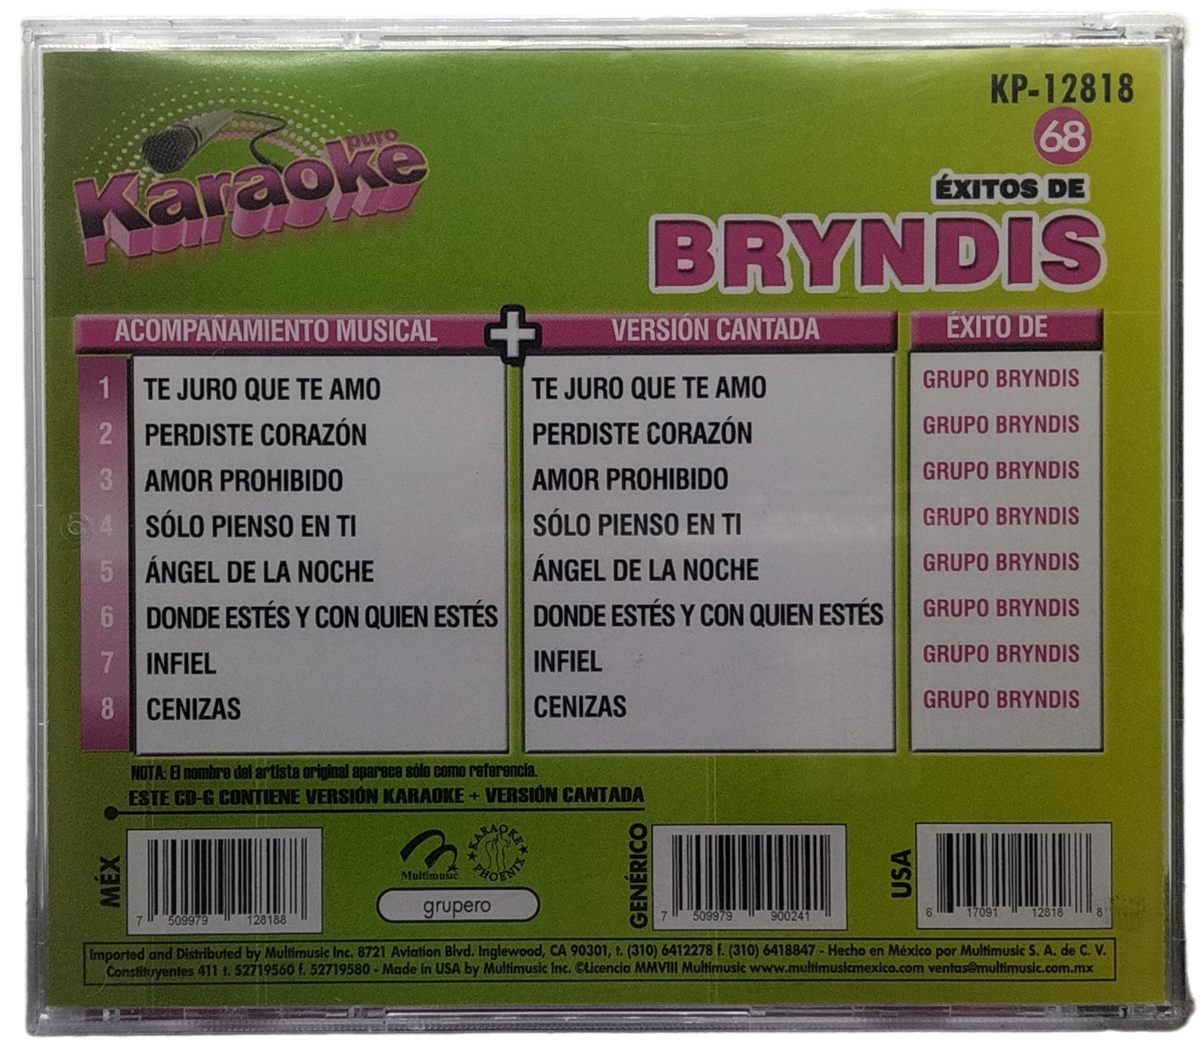 KP-12818
puro
Karaoke
68
ÉXITOS DE
BRYNDIS
ACOMPAÑAMIENTO MUSICAL + VERSIÓN CANTADA ÉXITO DE
1 TE JURO QUE TE AMO TE JURO QUE TE AMO GRUPO BRYNDIS
2 PERDISTE CORAZÓN PERDISTE CORAZÓN GRUPO BRYNDIS
3 AMOR PROHIBIDO AMOR PROHIBIDO GRUPO BRYNDIS
4 SÓLO PIENSO EN TI SÓLO PIENSO EN TI GRUPO BRYNDIS
5 ÁNGEL DE LA NOCHE ÁNGEL DE LA NOCHE GRUPO BRYNDIS
6 DONDE ESTÉS Y CON QUIEN ESTÉS DONDE ESTÉS Y CON QUIEN ESTÉS GRUPO BRYNDIS
7 INFIEL INFIEL GRUPO BRYNDIS
8 CENIZAS CENIZAS GRUPO BRYNDIS
NOTA: El nombre del artista original aparece sólo como referencia.
ESTE CD-G CONTIENE VERSIÓN KARAOKE + VERSIÓN CANTADA
MÉX
7 509979 128188
Multimusic
KARAOKE PHOENIX
grupero
GENÉRICO
7 509979 900241
USA
6 17091 12818 8
Imported and Distributed by Multimusic Inc. 8721 Aviation Blvd. Inglewood, CA 90301, t. (310) 6412278 f. (310) 6418847 - Hecho en México por Multimusic S. A. de C. V.
Constituyentes 411 t. 52719560 f. 52719580 - Made in USA by Multimusic Inc. ©Licencia MMVIII Multimusic www.multimusicmexico.com ventas@multimusic.com.mx